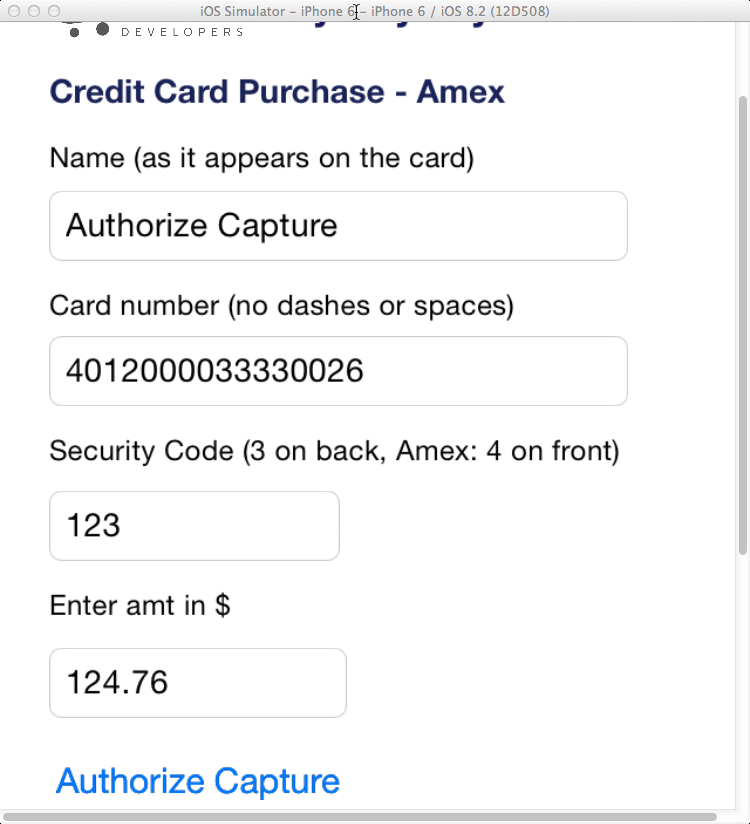 iOS Simulator – iPhone 6 – iPhone 6 / iOS 8.2 (12D508)
DEVELOPERS
Credit Card Purchase - Amex
Name (as it appears on the card)
Authorize Capture
Card number (no dashes or spaces)
4012000033330026
Security Code (3 on back, Amex: 4 on front)
123
Enter amt in $
124.76
Authorize Capture